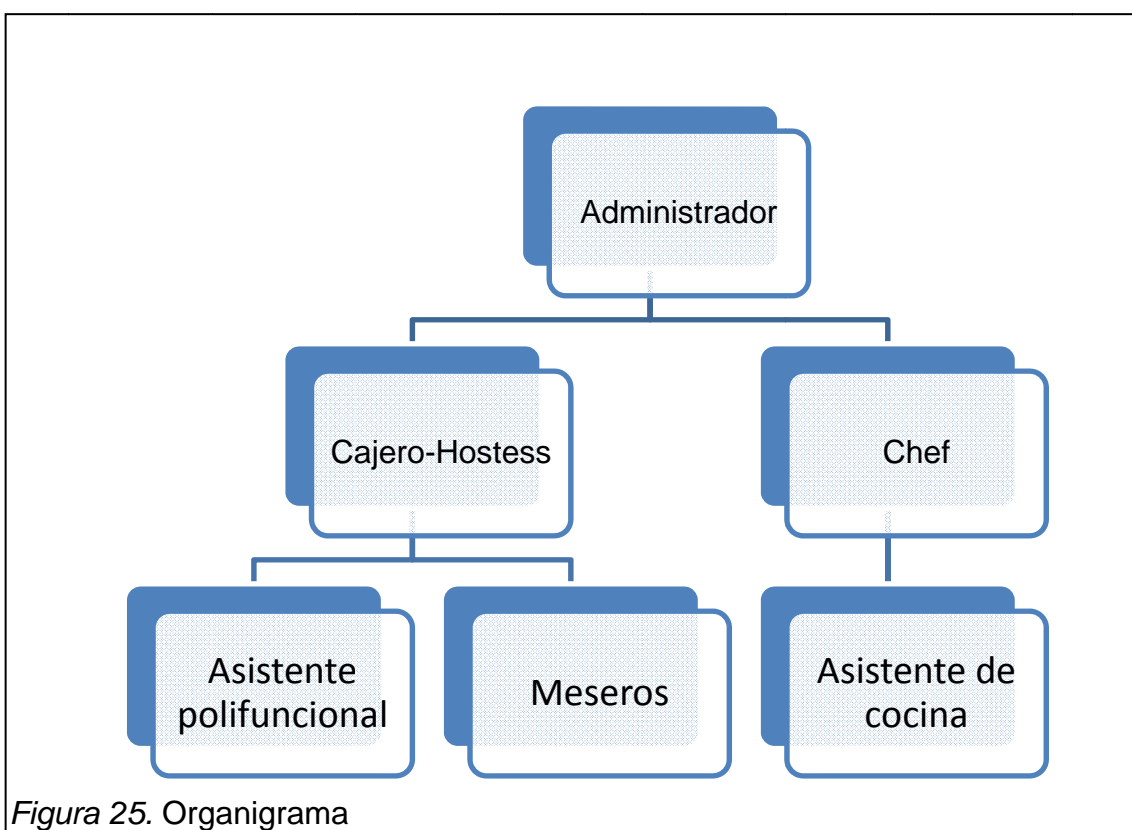 Administrador
Cajero-Hostess
Chef
Asistente
polifuncional
Meseros
Asistente de
cocina
Figura 25. Organigrama